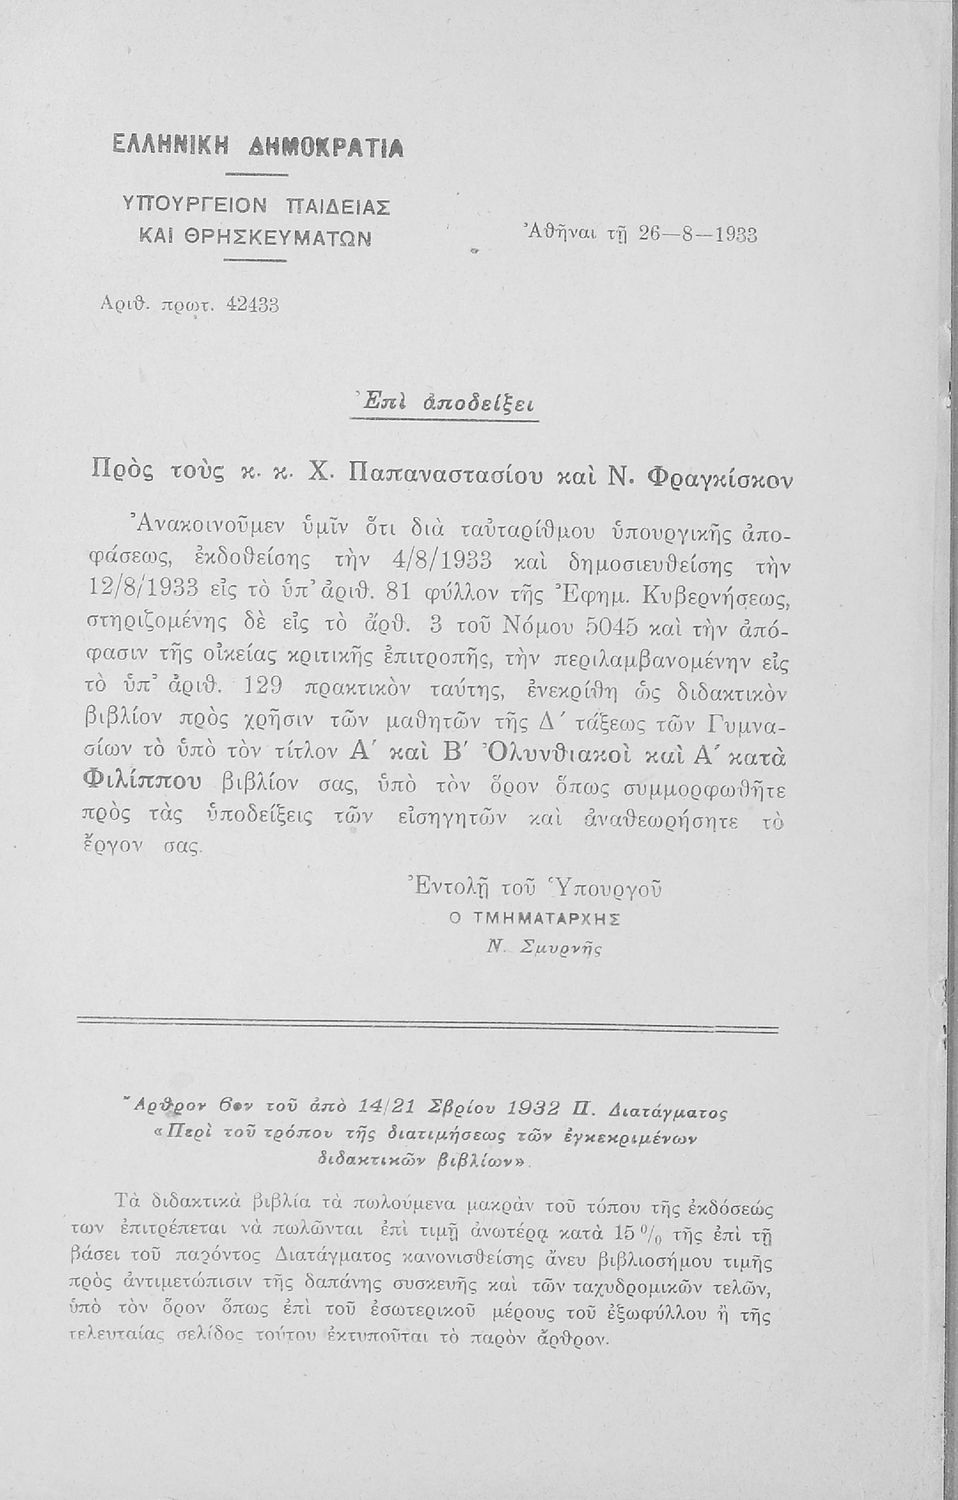 ΕΛΛΗΝΙΚΗ ΔΗΜΟΚΡΑΤΙΑ
ΥΠΟΥΡΓΕΙΟΝ ΠΑΙΔΕΙΑΣ
ΚΑΙ ΘΡΗΣΚΕΥΜΑΤΩΝ
Ἀθῆναι τῇ 26—8—1933
Ἀριθ. πρωτ. 42433
Ἐπὶ ἀποδείξει
Πρὸς τοὺς κ. κ. Χ. Παπαναστασίου καὶ Ν. Φραγκίσκον
Ἀνακοινοῦμεν ὑμῖν ὅτι διὰ ταὐταρίθμου ὑπουργικῆς ἀπο-
φάσεως, ἐκδοθείσης τὴν 4/8/1933 καὶ δημοσιευθείσης τὴν
12/8/1933 εἰς τὸ ὑπ' ἀριθ. 81 φύλλον τῆς Ἐφημ. Κυβερνήσεως,
στηριζομένης δὲ εἰς τὸ ἄρθ. 3 τοῦ Νόμου 5045 καὶ τὴν ἀπό-
φασιν τῆς οἰκείας κριτικῆς ἐπιτροπῆς, τὴν περιλαμβανομένην εἰς
τὸ ὑπ' ἀριθ. 129 πρακτικὸν ταύτης, ἐνεκρίθη ὡς διδακτικὸν
βιβλίον πρὸς χρῆσιν τῶν μαθητῶν τῆς Δ΄ τάξεως τῶν Γυμνα-
σίων τὸ ὑπὸ τὸν τίτλον Α΄ καὶ Β΄ Ὀλυνθιακοὶ καὶ Α΄ κατὰ
Φιλίππου βιβλίον σας, ὑπὸ τὸν ὅρον ὅπως συμμορφωθῆτε
πρὸς τὰς ὑποδείξεις τῶν εἰσηγητῶν καὶ ἀναθεωρήσητε τὸ
ἔργον σας.
Ἐντολῇ τοῦ Ὑπουργοῦ
Ο ΤΜΗΜΑΤΑΡΧΗΣ
Ν. Σμυρνῆς
Ἄρθρον 6ον τοῦ ἀπὸ 14/21 Σβρίου 1932 Π. Διατάγματος
«Περὶ τοῦ τρόπου τῆς διατιμήσεως τῶν ἐγκεκριμένων
διδακτικῶν βιβλίων».
Τὰ διδακτικὰ βιβλία τὰ πωλούμενα μακρὰν τοῦ τόπου τῆς ἐκδόσεώς
των ἐπιτρέπεται νὰ πωλῶνται ἐπὶ τιμῇ ἀνωτέρᾳ κατὰ 15 % τῆς ἐπὶ τῇ
βάσει τοῦ παρόντος Διατάγματος κανονισθείσης ἄνευ βιβλιοσήμου τιμῆς
πρὸς ἀντιμετώπισιν τῆς δαπάνης συσκευῆς καὶ τῶν ταχυδρομικῶν τελῶν,
ὑπὸ τὸν ὅρον ὅπως ἐπὶ τοῦ ἐσωτερικοῦ μέρους τοῦ ἐξωφύλλου ἢ τῆς
τελευταίας σελίδος τούτου ἐκτυποῦται τὸ παρὸν ἄρθρον.